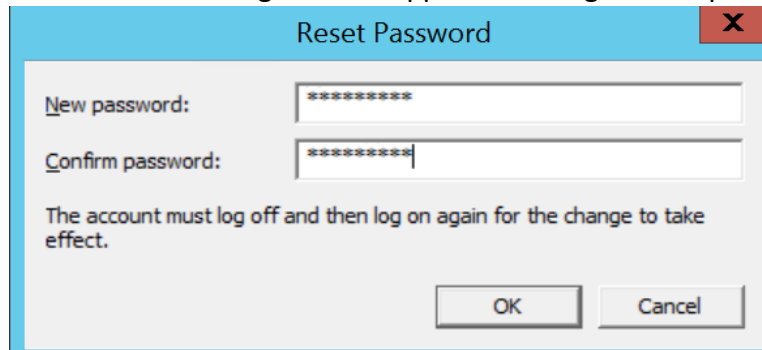 Reset Password
X
New password: *********
Confirm password: *********
The account must log off and then log on again for the change to take
effect.
OK Cancel